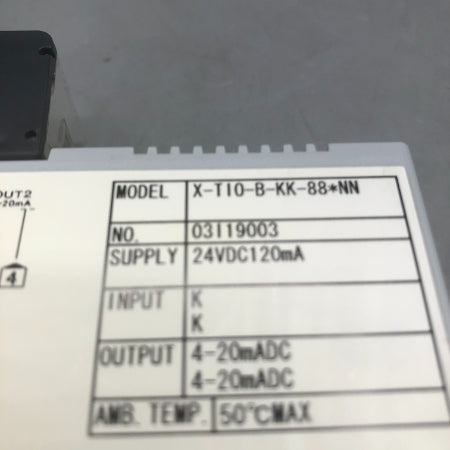 OUT2
-20mA
4
MODEL X-TIO-B-KK-88*NN
NO. 03I19003
SUPPLY 24VDC120mA
INPUT K
K
OUTPUT 4-20mADC
4-20mADC
AMB. TEMP. 50℃MAX